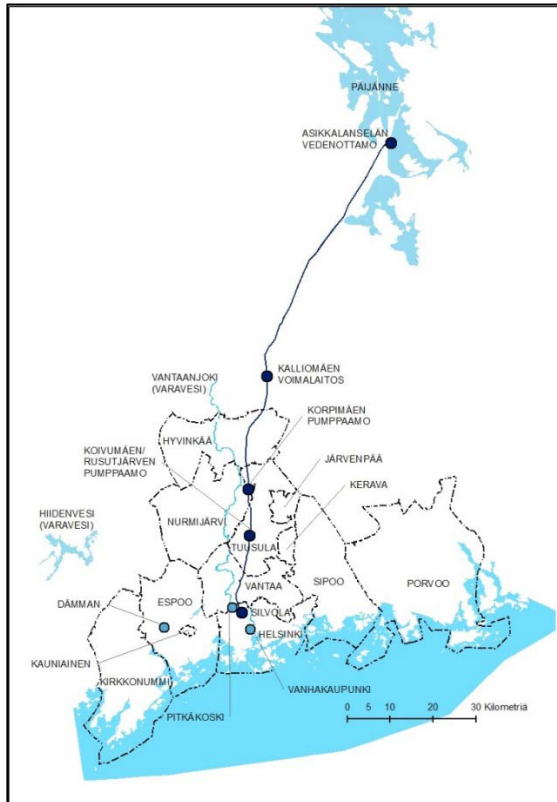 PÄIJÄNNE
ASIKKALANSELÄN
VEDENOTTAMO
KALLIOMÄEN
VOIMALAITOS
VANTAANJOKI
(VARAVESI)
KORPIMÄEN
PUMPPAAMO
HYVINKÄÄ
KOIVUMÄEN/
RUSUTJÄRVEN
PUMPPAAMO
JÄRVENPÄÄ
KERAVA
HIIDENVESI
(VARAVESI)
NURMIJÄRVI
TUUSULA
VANTAA
SIPOO
PORVOO
DÄMMAN
ESPOO
SILVOLA
HELSINKI
KAUNIAINEN
KIRKKONUMMI
VANHAKAUPUNKI
PITKÄKOSKI
0 5 10 20 30 Kilometriä